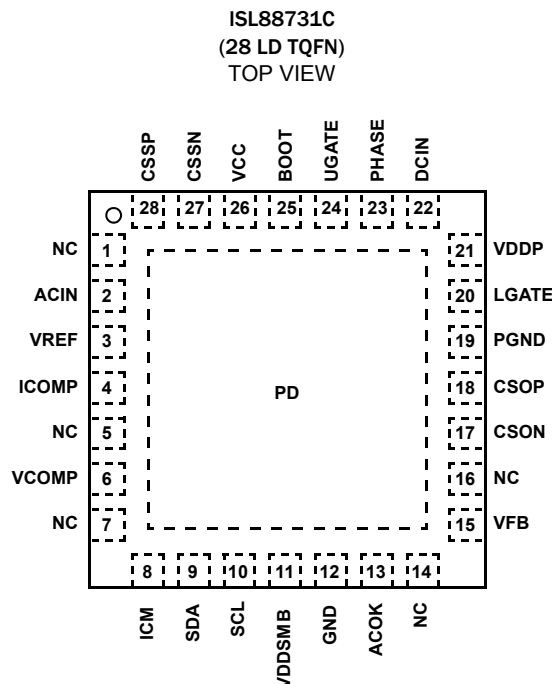 ISL88731C
(28 LD TQFN)
TOP VIEW
CSSP
CSSN
VCC
BOOT
UGATE
PHASE
DCIN
28 27 26 25 24 23 22
NC 1 21 VDDP
ACIN 2 20 LGATE
VREF 3 19 PGND
ICOMP 4 PD 18 CSOP
NC 5 17 CSON
VCOMP 6 16 NC
NC 7 15 VFB
8 9 10 11 12 13 14
ICM
SDA
SCL
VDDSMB
GND
ACOK
NC